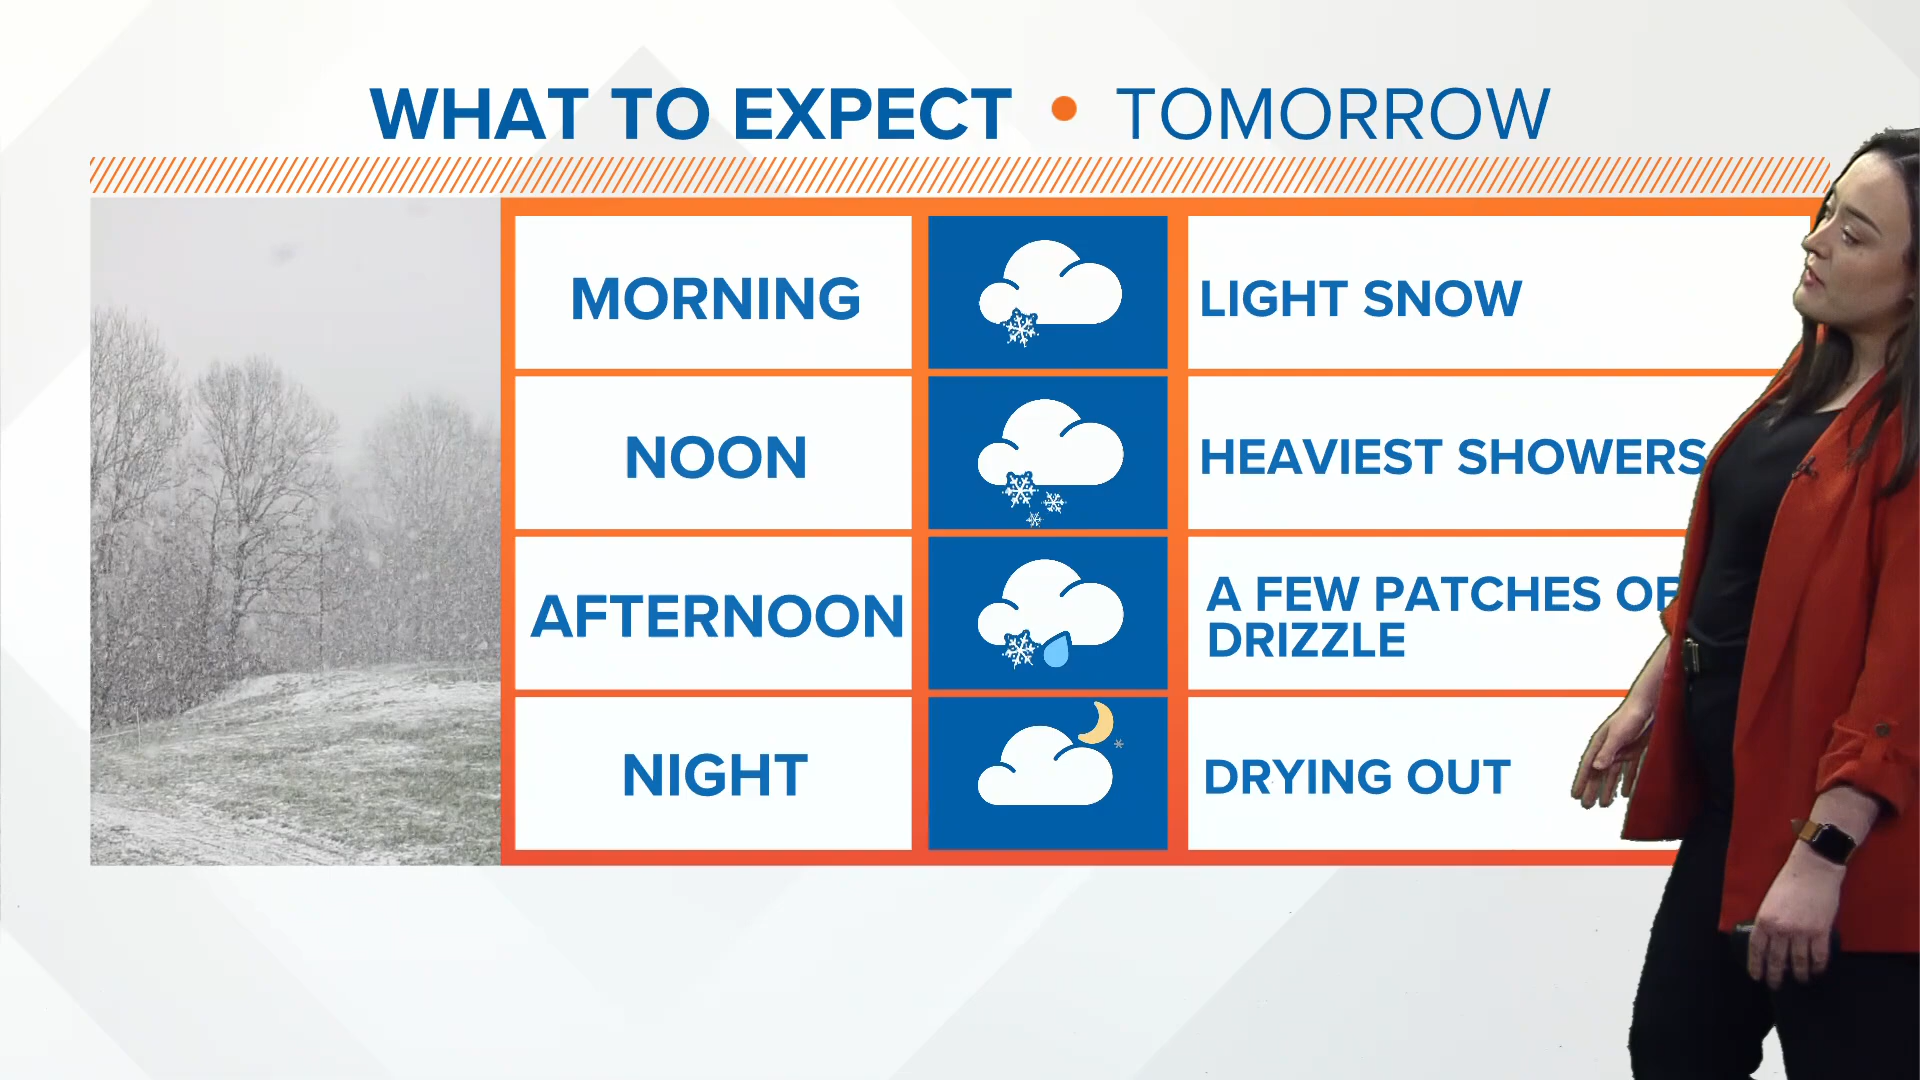 WHAT TO EXPECT • TOMORROW
MORNING
LIGHT SNOW
NOON
HEAVIEST SHOWERS
AFTERNOON
A FEW PATCHES OF
DRIZZLE
NIGHT
DRYING OUT